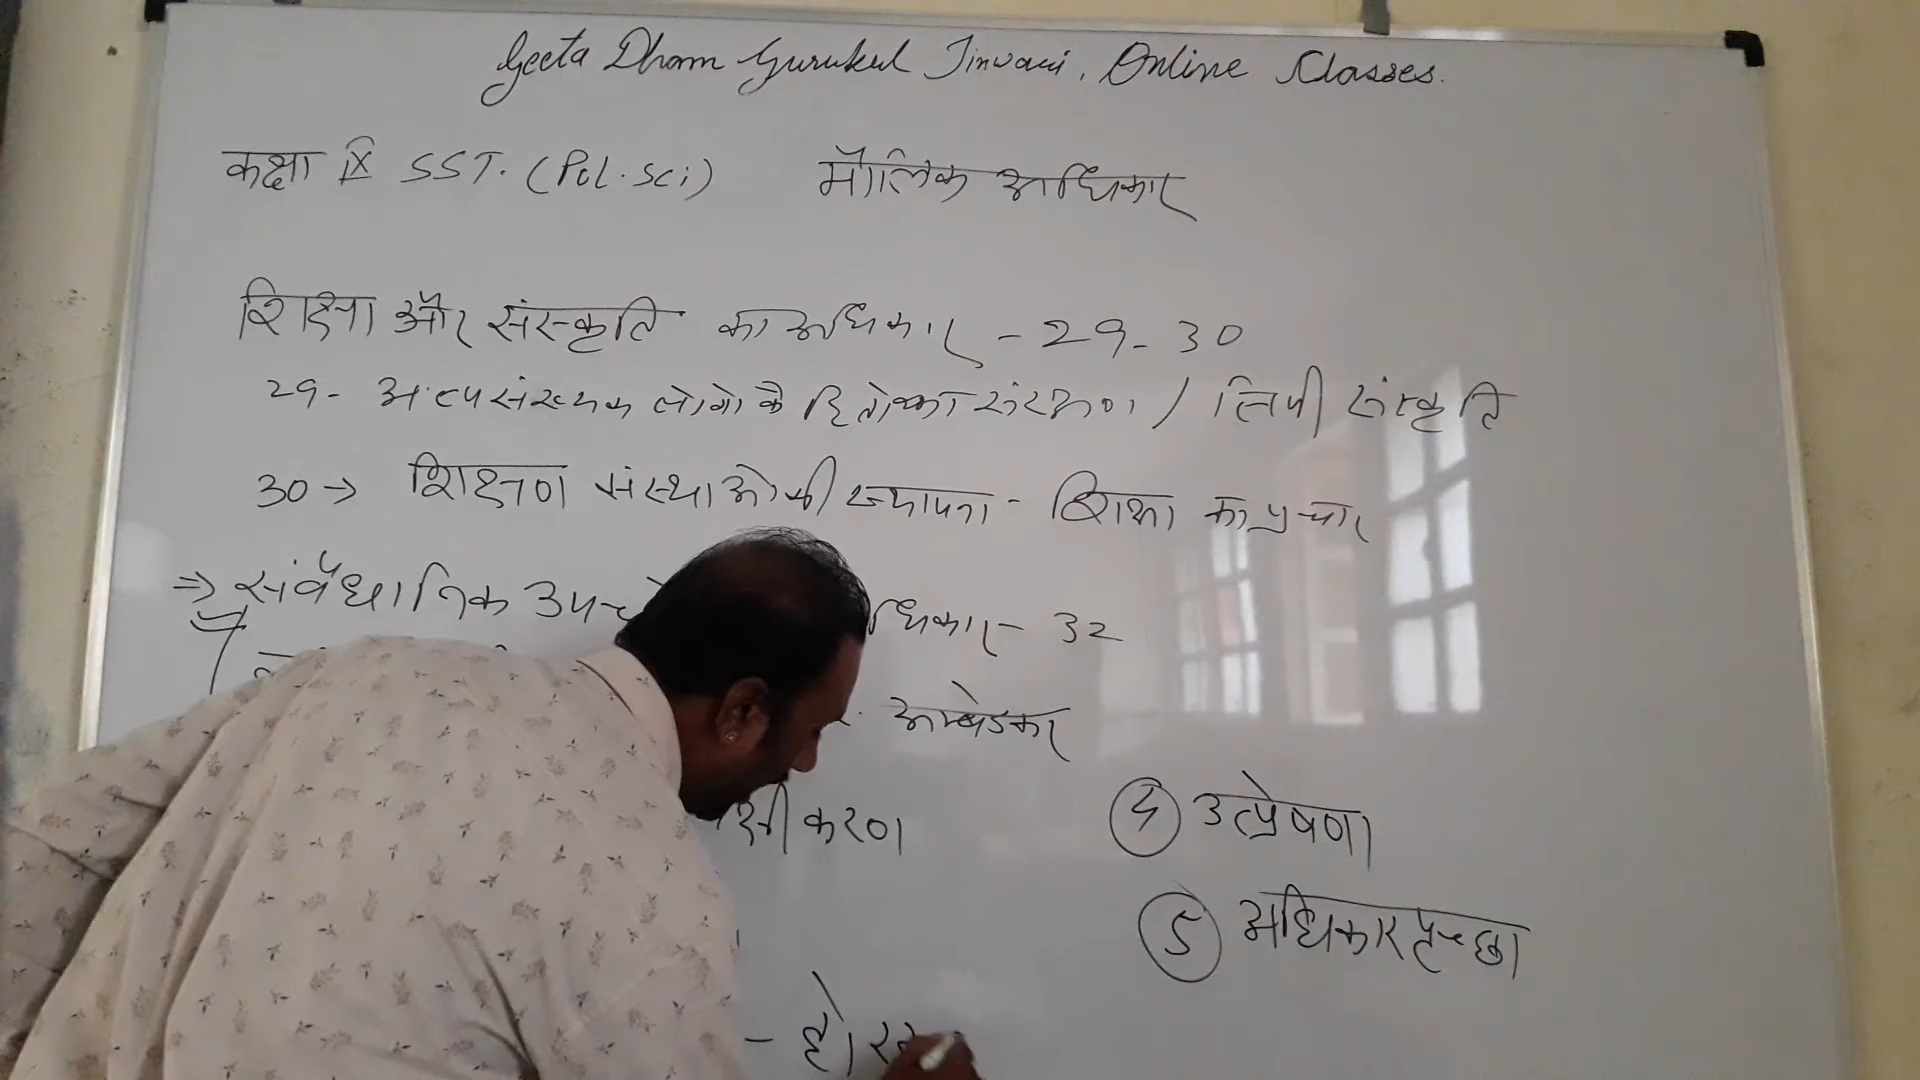 Geeta Dham Gurukul Jinwani, Online Classes.
कक्षा IX SST. (Pol. Sci) मौलिक अधिकार
शिक्षा और संस्कृति का अधिकार - 29-30
29- अल्पसंख्यक लोगो के हितो का संरक्षण / लिपी संस्कृति
30 → शिक्षण संस्थाओ की स्थापना - शिक्षा का प्रचार
⇒ संवैधानिक उपच धिकार - 32
अम्बेडकर
क्षीकरण
④ उत्प्रेषण
⑤ अधिकार पृच्छा
- है।